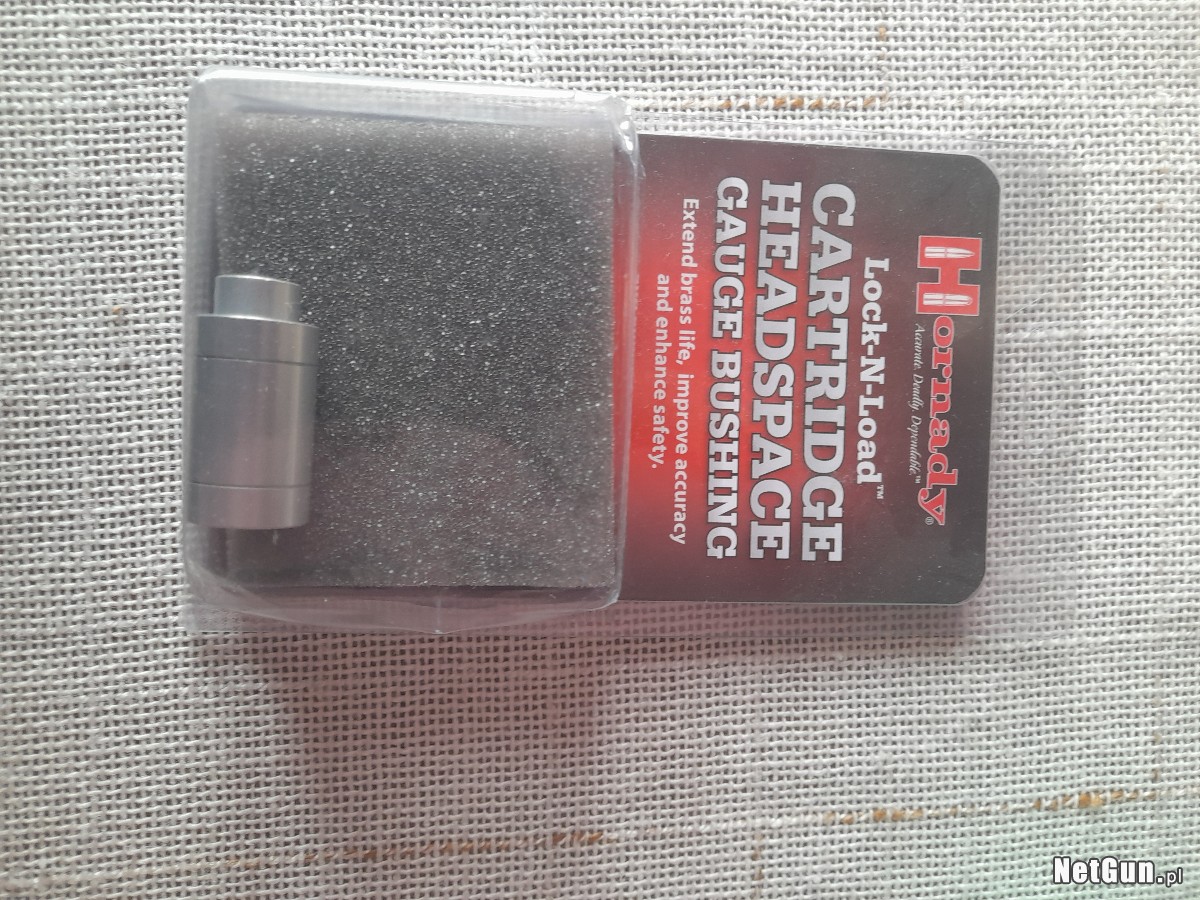 Hornady®
Accurate. Deadly. Dependable.™
Lock-N-Load™
CARTRIDGE
HEADSPACE
GAUGE BUSHING
Extend brass life, improve accuracy
and enhance safety.
NetGun.pl